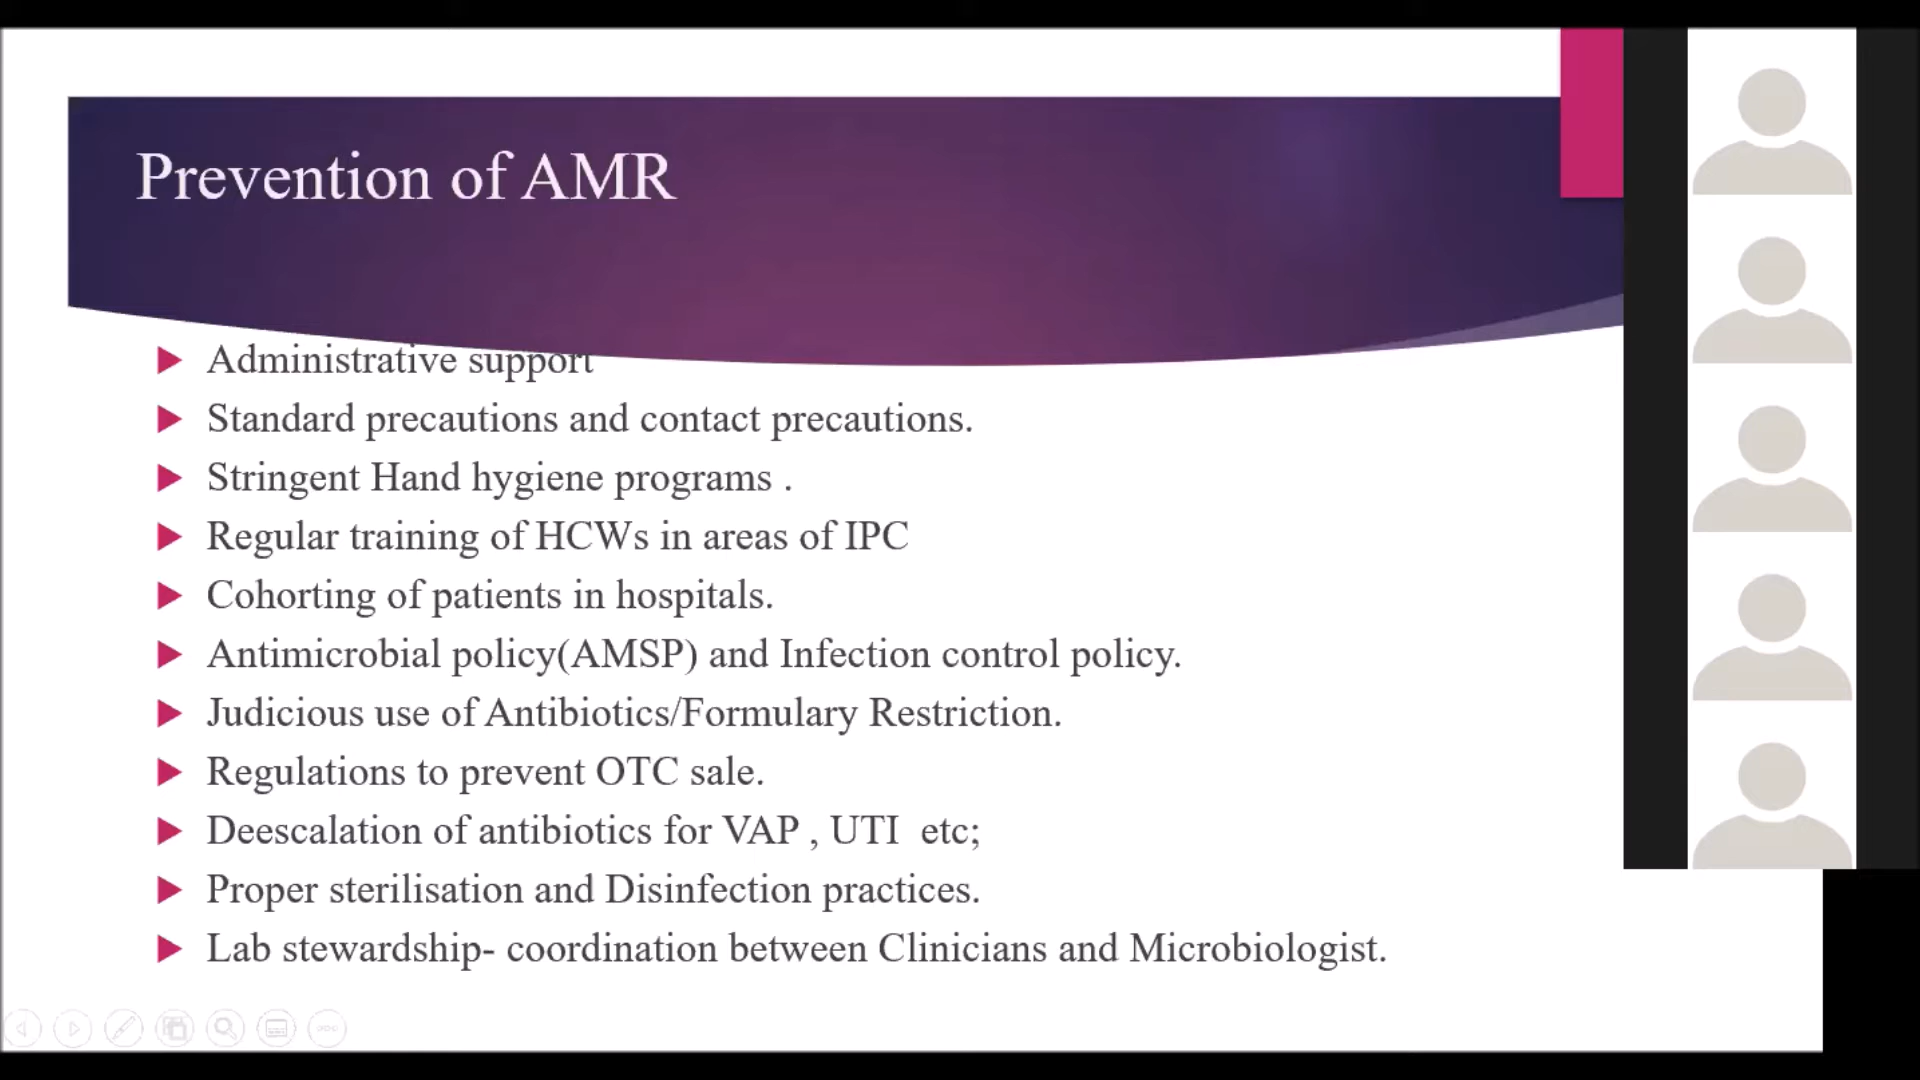 Prevention of AMR
Administrative support
Standard precautions and contact precautions.
Stringent Hand hygiene programs .
Regular training of HCWs in areas of IPC
Cohorting of patients in hospitals.
Antimicrobial policy(AMSP) and Infection control policy.
Judicious use of Antibiotics/Formulary Restriction.
Regulations to prevent OTC sale.
Deescalation of antibiotics for VAP , UTI  etc;
Proper sterilisation and Disinfection practices.
Lab stewardship- coordination between Clinicians and Microbiologist.